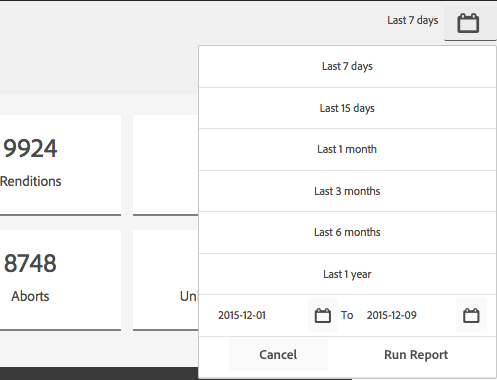 Last 7 days
Last 7 days
9924
Renditions
Last 15 days
Last 1 month
Last 3 months
Last 6 months
8748
Aborts
Uni
Last 1 year
2015-12-01 To 2015-12-09
Cancel Run Report